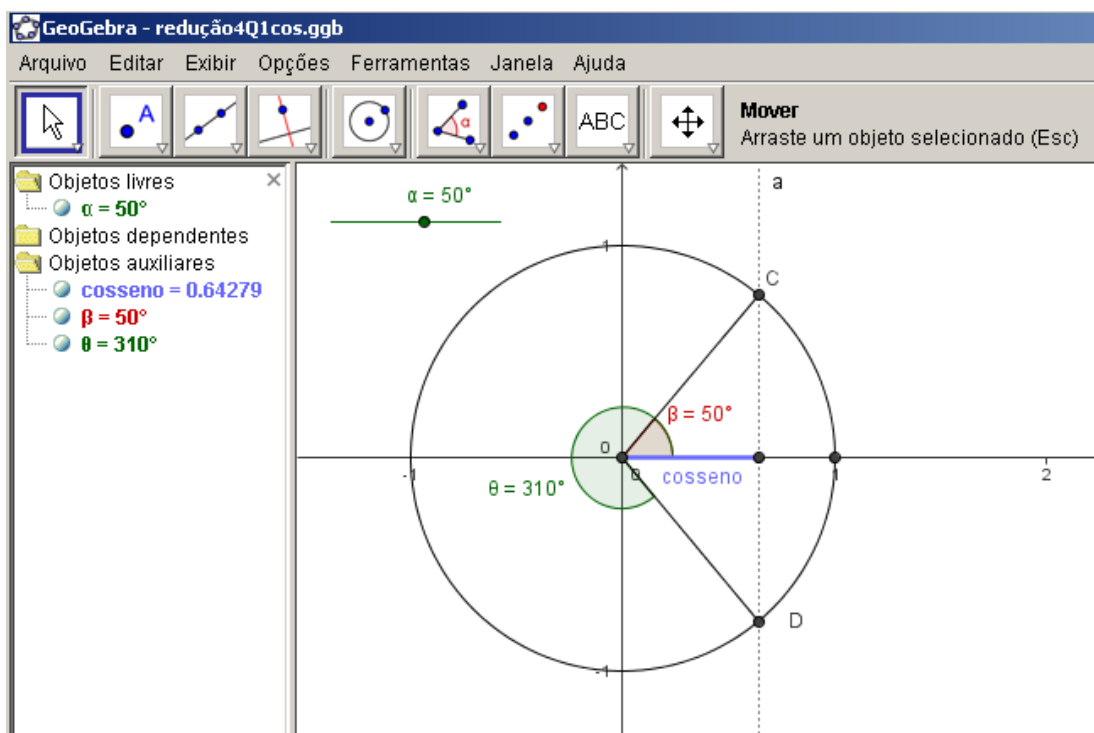 GeoGebra - redução4Q1cos.ggb
Arquivo Editar Exibir Opções Ferramentas Janela Ajuda
A
α
ABC
Mover
Arraste um objeto selecionado (Esc)
Objetos livres
α = 50°
Objetos dependentes
Objetos auxiliares
cosseno = 0.64279
β = 50°
θ = 310°
α = 50°
a
1
C
β = 50°
O
-1
0
cosseno
1
2
θ = 310°
D
-1